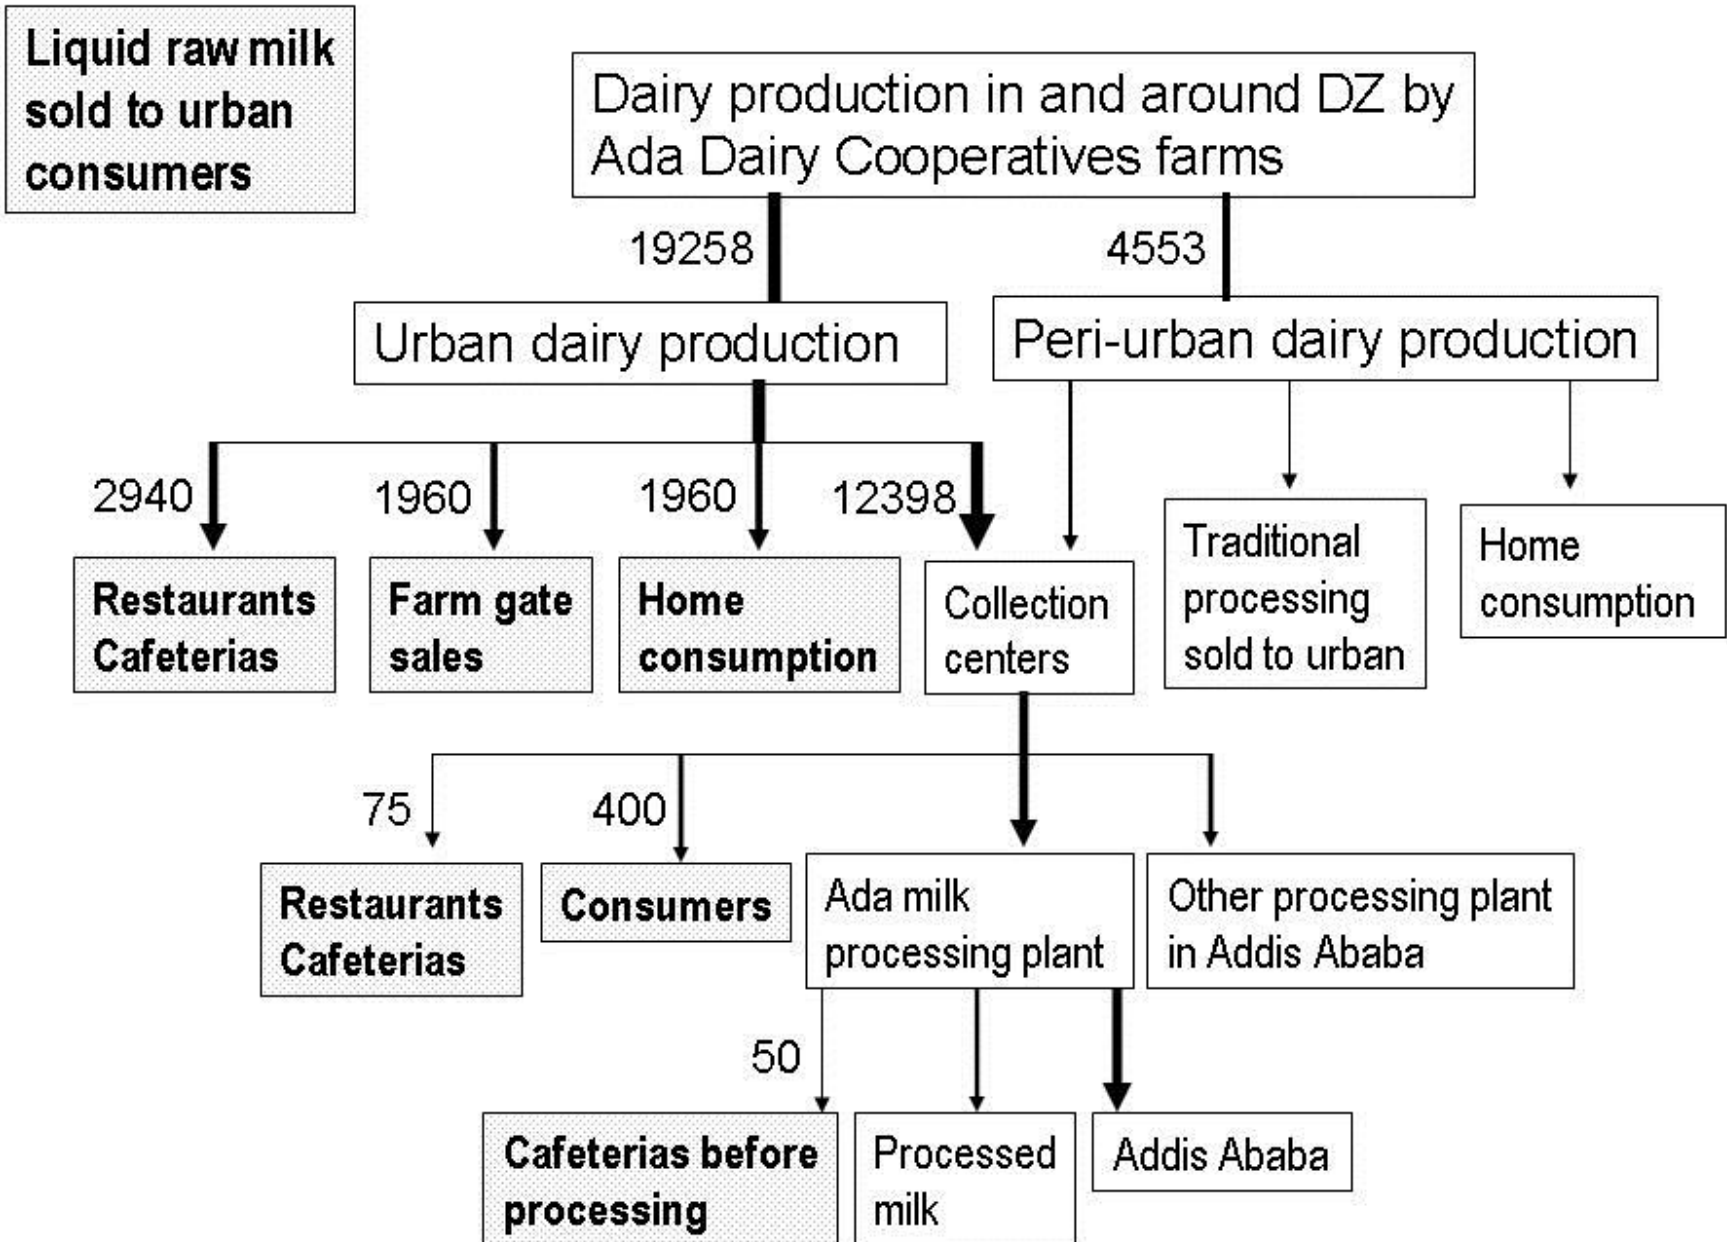 Liquid raw milk
sold to urban
consumers
Dairy production in and around DZ by
Ada Dairy Cooperatives farms
19258
4553
Urban dairy production
Peri-urban dairy production
2940
1960
1960
12398
Restaurants
Cafeterias
Farm gate
sales
Home
consumption
Collection
centers
Traditional
processing
sold to urban
Home
consumption
75
400
Restaurants
Cafeterias
Consumers
Ada milk
processing plant
Other processing plant
in Addis Ababa
50
Cafeterias before
processing
Processed
milk
Addis Ababa